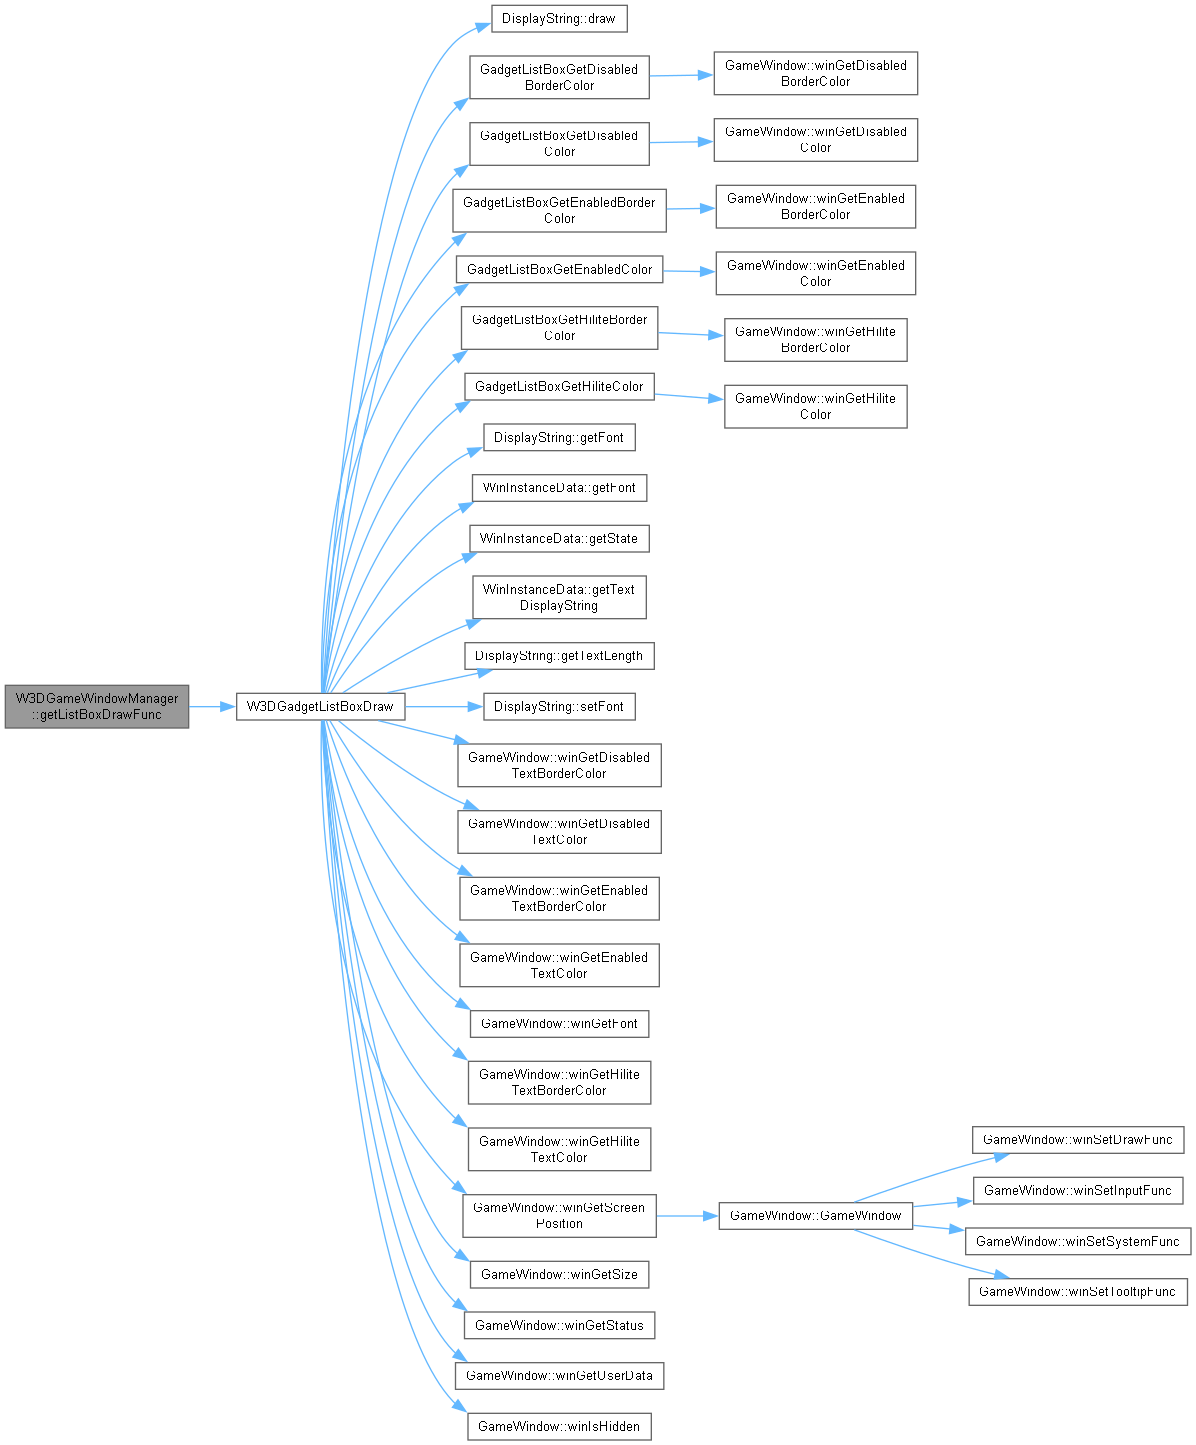 DisplayString::draw
GadgetListBoxGetDisabled
BorderColor
GameWindow::winGetDisabled
BorderColor
GadgetListBoxGetDisabled
Color
GameWindow::winGetDisabled
Color
GadgetListBoxGetEnabledBorder
Color
GameWindow::winGetEnabled
BorderColor
GadgetListBoxGetEnabledColor
GameWindow::winGetEnabled
Color
GadgetListBoxGetHiliteBorder
Color
GameWindow::winGetHilite
BorderColor
GadgetListBoxGetHiliteColor
GameWindow::winGetHilite
Color
DisplayString::getFont
WinInstanceData::getFont
WinInstanceData::getState
WinInstanceData::getText
DisplayString
DisplayString::getTextLength
W3DGameWindowManager
::getListBoxDrawFunc
W3DGadgetListBoxDraw
DisplayString::setFont
GameWindow::winGetDisabled
TextBorderColor
GameWindow::winGetDisabled
TextColor
GameWindow::winGetEnabled
TextBorderColor
GameWindow::winGetEnabled
TextColor
GameWindow::winGetFont
GameWindow::winGetHilite
TextBorderColor
GameWindow::winGetHilite
TextColor
GameWindow::winGetScreen
Position
GameWindow::GameWindow
GameWindow::winSetDrawFunc
GameWindow::winSetInputFunc
GameWindow::winSetSystemFunc
GameWindow::winSetTooltipFunc
GameWindow::winGetSize
GameWindow::winGetStatus
GameWindow::winGetUserData
GameWindow::winIsHidden